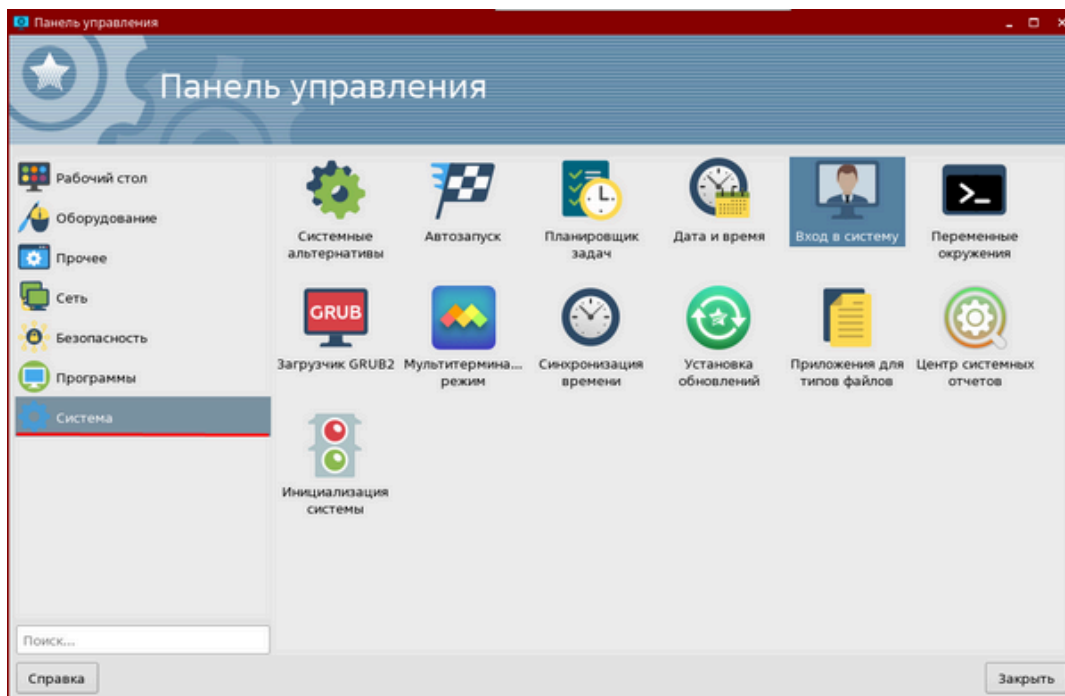 Панель управления
Панель управления
Рабочий стол
Оборудование
Прочее
Сеть
Безопасность
Программы
Система
Поиск...
Справка
Системные
альтернативы
Автозапуск
Планировщик
задач
Дата и время
Вход в систему
>_
Переменные
окружения
GRUB
Загрузчик GRUB2
Мультитермина...
режим
Синхронизация
времени
Установка
обновлений
Приложения для
типов файлов
Центр системных
отчетов
Инициализация
системы
Закрыть